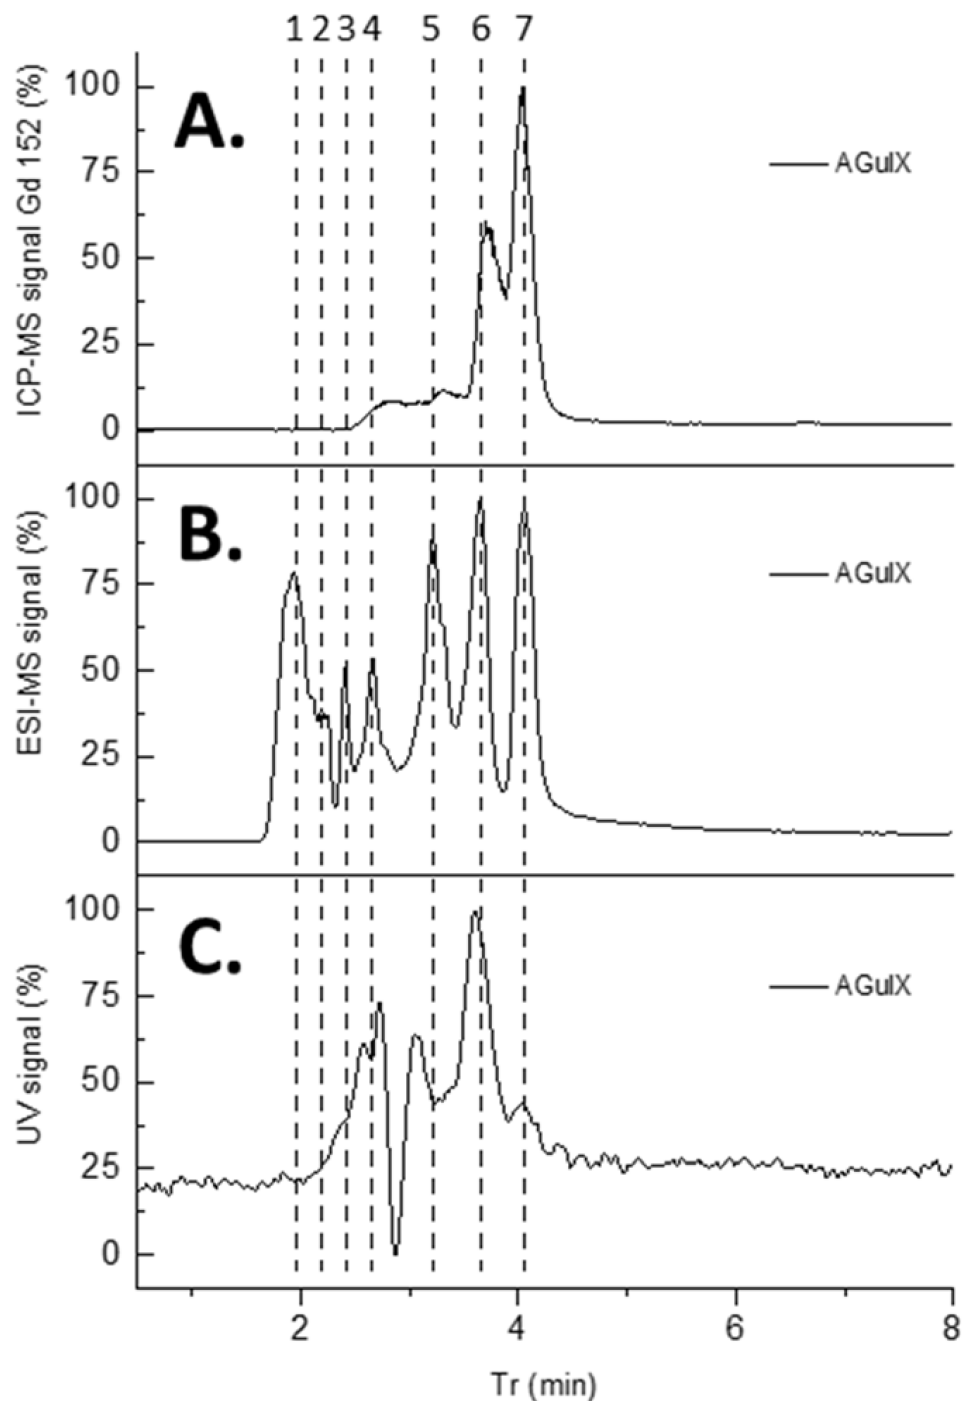 1 2 3 4 5 6 7
ICP-MS signal Gd 152 (%)
100
75
50
25
0
A.
AGuIX
ESI-MS signal (%)
100
75
50
25
0
B.
AGuIX
UV signal (%)
100
75
50
25
0
C.
AGuIX
2 4 6 8
Tr (min)